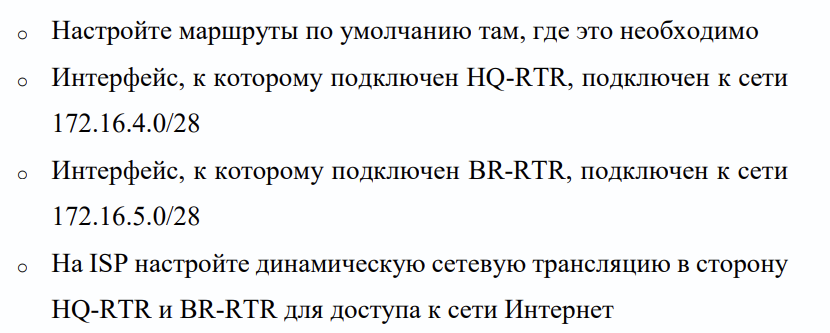 ○ Настройте маршруты по умолчанию там, где это необходимо
○ Интерфейс, к которому подключен HQ-RTR, подключен к сети
172.16.4.0/28
○ Интерфейс, к которому подключен BR-RTR, подключен к сети
172.16.5.0/28
○ На ISP настройте динамическую сетевую трансляцию в сторону
HQ-RTR и BR-RTR для доступа к сети Интернет